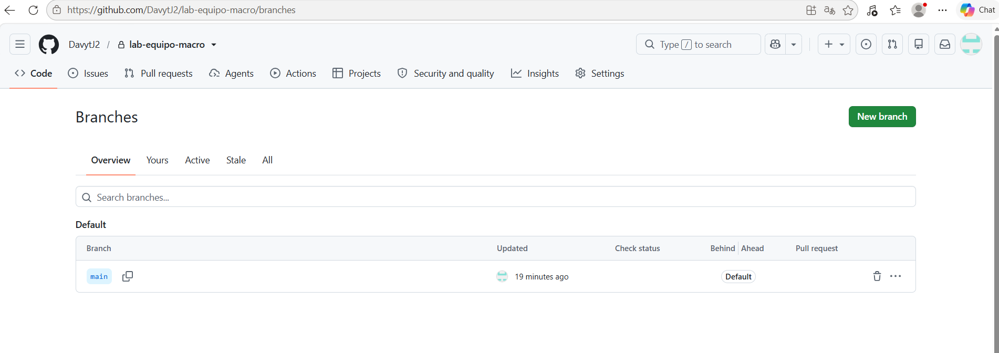 https://github.com/DavytJ2/lab-equipo-macro/branches
Chat
DavytJ2 / lab-equipo-macro
Type / to search
Code
Issues
Pull requests
Agents
Actions
Projects
Security and quality
Insights
Settings
Branches
New branch
Overview
Yours
Active
Stale
All
Search branches...
Default
Branch
Updated
Check status
Behind
Ahead
Pull request
main
19 minutes ago
Default